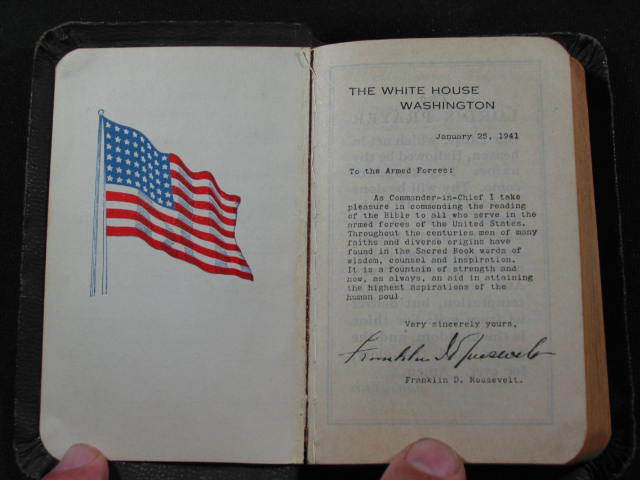 THE WHITE HOUSE
WASHINGTON
January 25, 1941
To the Armed Forces:
As Commander-in-Chief I take
pleasure in commending the reading
of the Bible to all who serve in the
armed forces of the United States.
Throughout the centuries men of many
faiths and diverse origins have
found in the Sacred Book words of
wisdom, counsel and inspiration.
It is a fountain of strength and
now, as always, an aid in attaining
the highest aspirations of the
human soul.
Very sincerely yours,
Franklin D Roosevelt
Franklin D. Roosevelt.